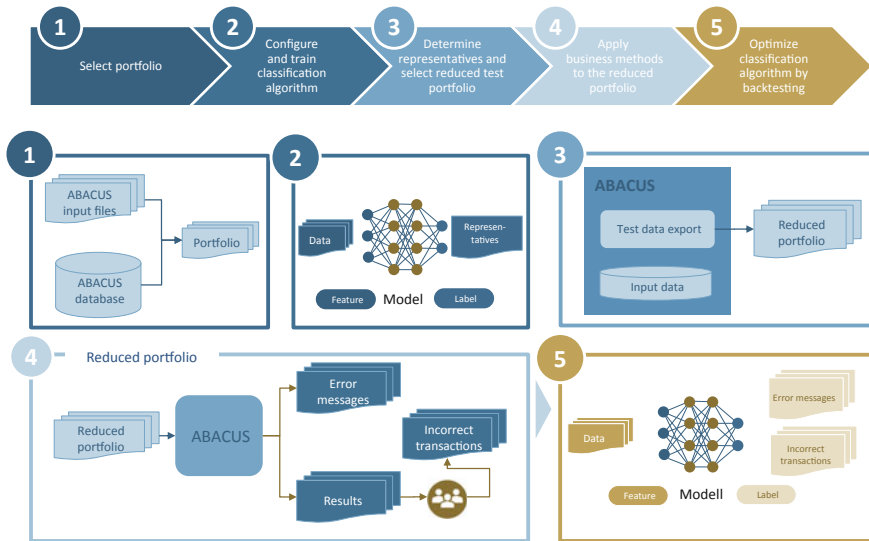 1
Select portfolio
2
Configure
and train
classification
algorithm
3
Determine
representatives and
select reduced test
portfolio
4
Apply
business methods
to the reduced
portfolio
5
Optimize
classification
algorithm by
backtesting
1
ABACUS
input files
Portfolio
ABACUS
database
2
Data
Represen-
tatives
Feature
Model
Label
3
ABACUS
Test data export
Input data
Reduced
portfolio
4
Reduced portfolio
Reduced
portfolio
ABACUS
Error
messages
Incorrect
transactions
Results
5
Data
Error messages
Incorrect
transactions
Feature
Modell
Label